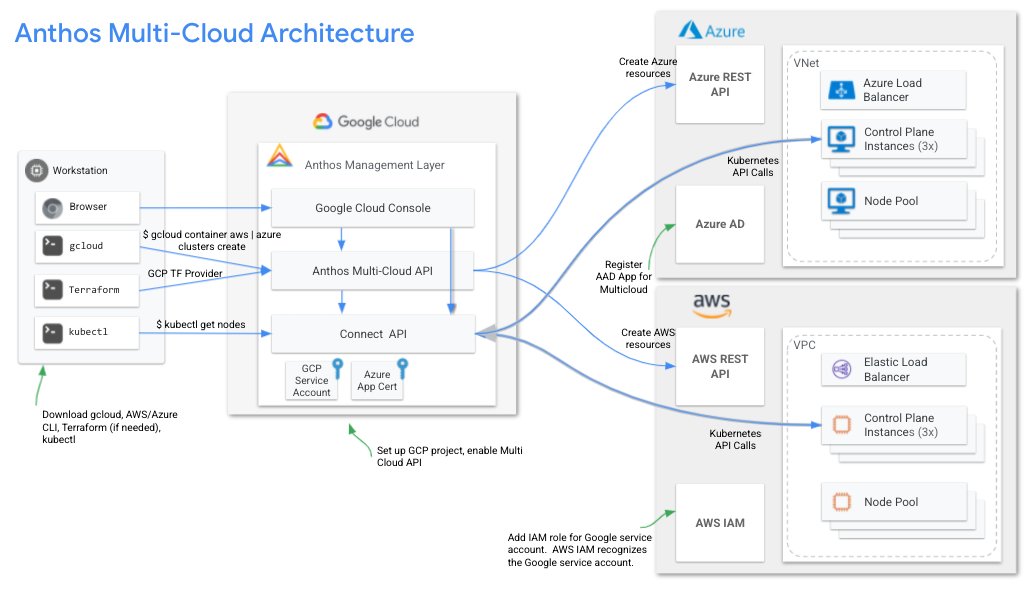 Anthos Multi-Cloud Architecture
Workstation
Browser
gcloud
Terraform
kubectl
$ gcloud container aws | azure
clusters create
GCP TF Provider
$ kubectl get nodes
Download gcloud, AWS/Azure
CLI, Terraform (if needed),
kubectl
Google Cloud
Anthos Management Layer
Google Cloud Console
Anthos Multi-Cloud API
Connect API
GCP
Service
Account
Azure
App Cert
Set up GCP project, enable Multi
Cloud API
Azure
Create Azure
resources
Azure REST
API
Kubernetes
API Calls
Azure AD
Register
AAD App for
Multicloud
VNet
Azure Load
Balancer
Control Plane
Instances (3x)
Node Pool
aws
Create AWS
resources
AWS REST
API
Kubernetes
API Calls
AWS IAM
Add IAM role for Google service
account. AWS IAM recognizes
the Google service account.
VPC
Elastic Load
Balancer
Control Plane
Instances (3x)
Node Pool